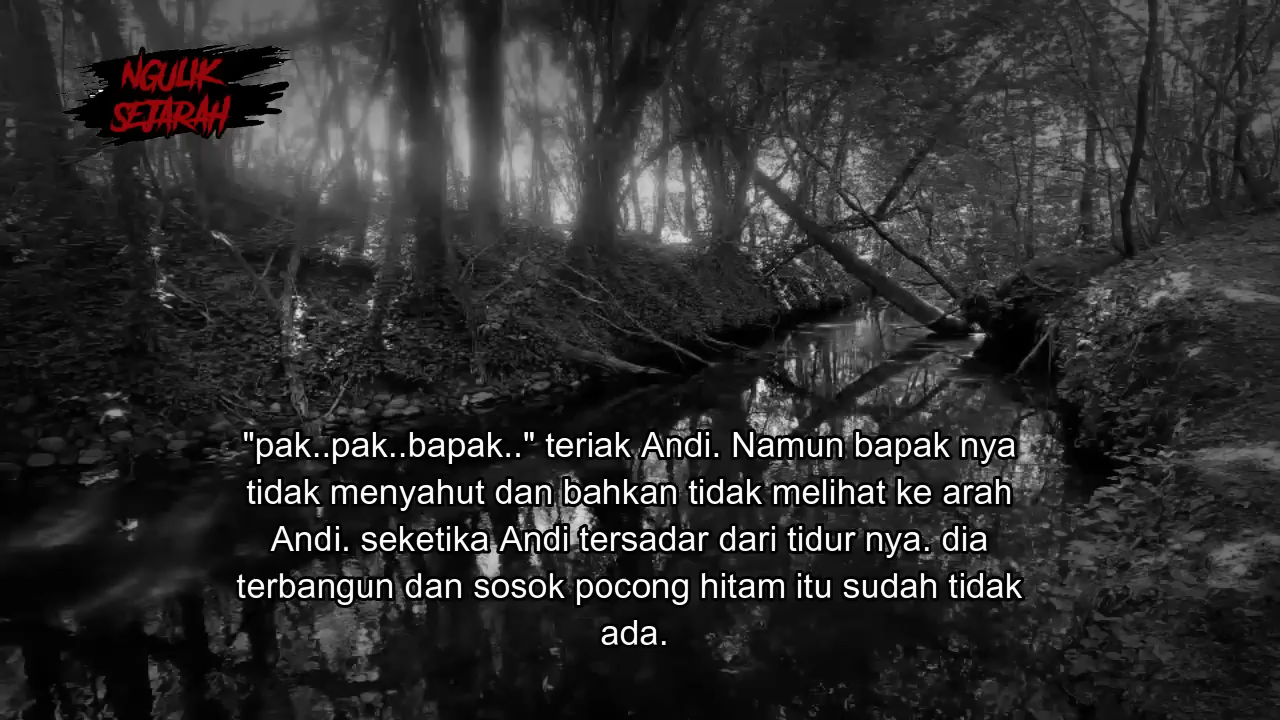 NGULIK
SEJARAH
"pak..pak..bapak.." teriak Andi. Namun bapak nya
tidak menyahut dan bahkan tidak melihat ke arah
Andi. seketika Andi tersadar dari tidur nya. dia
terbangun dan sosok pocong hitam itu sudah tidak
ada.